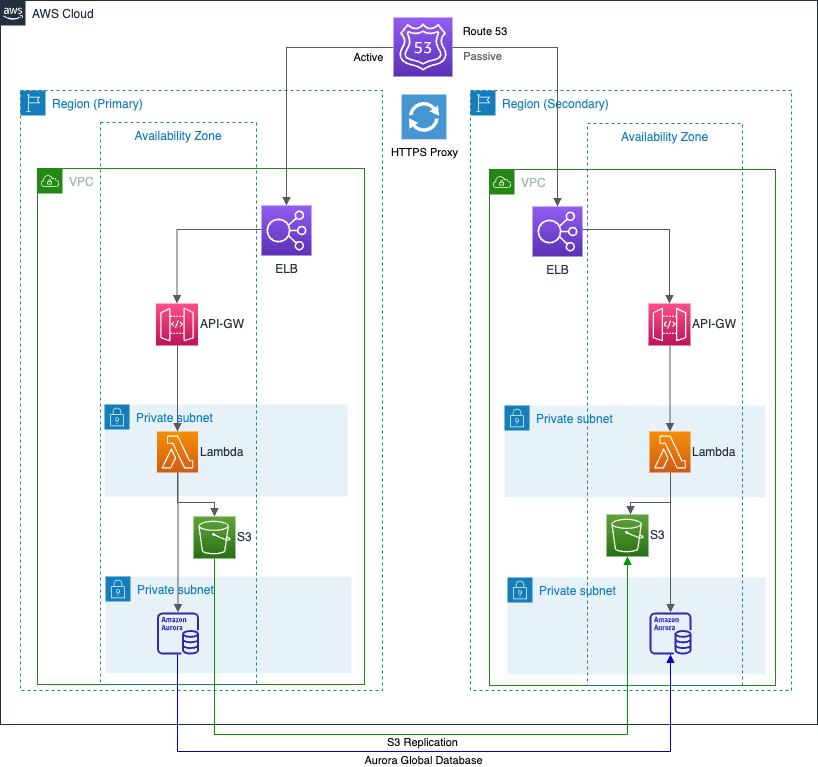 aws
AWS Cloud
53
Route 53
Active
Passive
Region (Primary)
Region (Secondary)
HTTPS Proxy
Availability Zone
Availability Zone
VPC
VPC
ELB
ELB
API-GW
API-GW
Private subnet
Private subnet
Lambda
Lambda
S3
S3
Private subnet
Private subnet
Amazon
Aurora
Amazon
Aurora
S3 Replication
Aurora Global Database